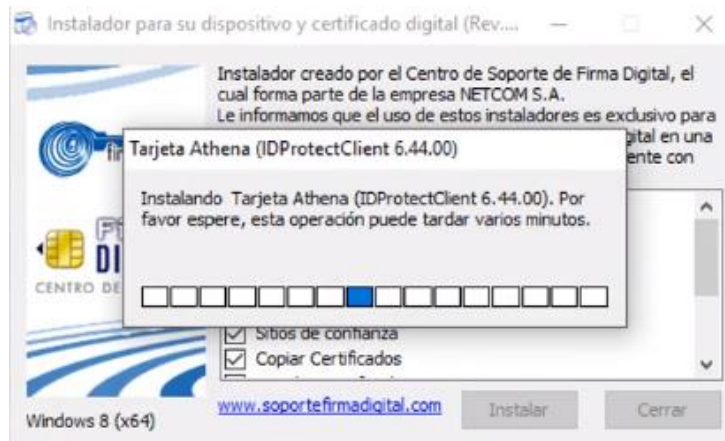 Instalador para su dispositivo y certificado digital (Rev....
Instalador creado por el Centro de Soporte de Firma Digital, el
cual forma parte de la empresa NETCOM S.A.
Le informamos que el uso de estos instaladores es exclusivo para
gital en una
ente con
fir
Tarjeta Athena (IDProtectClient 6.44.00)
Instalando Tarjeta Athena (IDProtectClient 6.44.00). Por
favor espere, esta operación puede tardar varios minutos.
FI
DI
CENTRO DE
Sitios de confianza
Copiar Certificados
www.soportefirmadigital.com
Instalar
Cerrar
Windows 8 (x64)